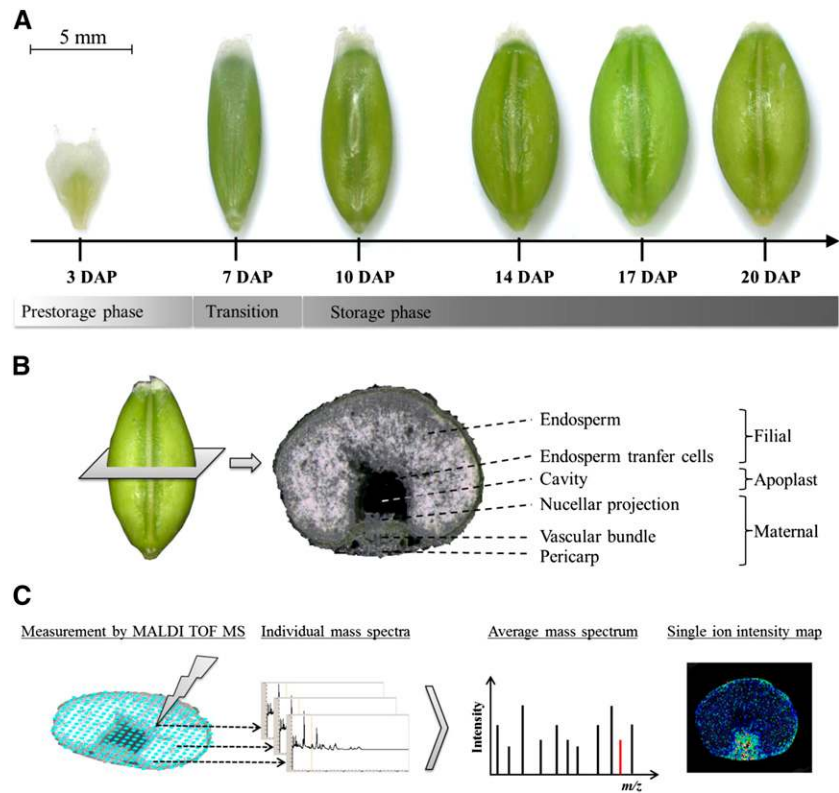 A
5 mm
3 DAP
7 DAP
10 DAP
14 DAP
17 DAP
20 DAP
Prestorage phase
Transition
Storage phase
B
Endosperm
Endosperm tranfer cells
Cavity
Nucellar projection
Vascular bundle
Pericarp
Filial
Apoplast
Maternal
C
Measurement by MALDI TOF MS
Individual mass spectra
Average mass spectrum
Single ion intensity map
Intensity
m/z